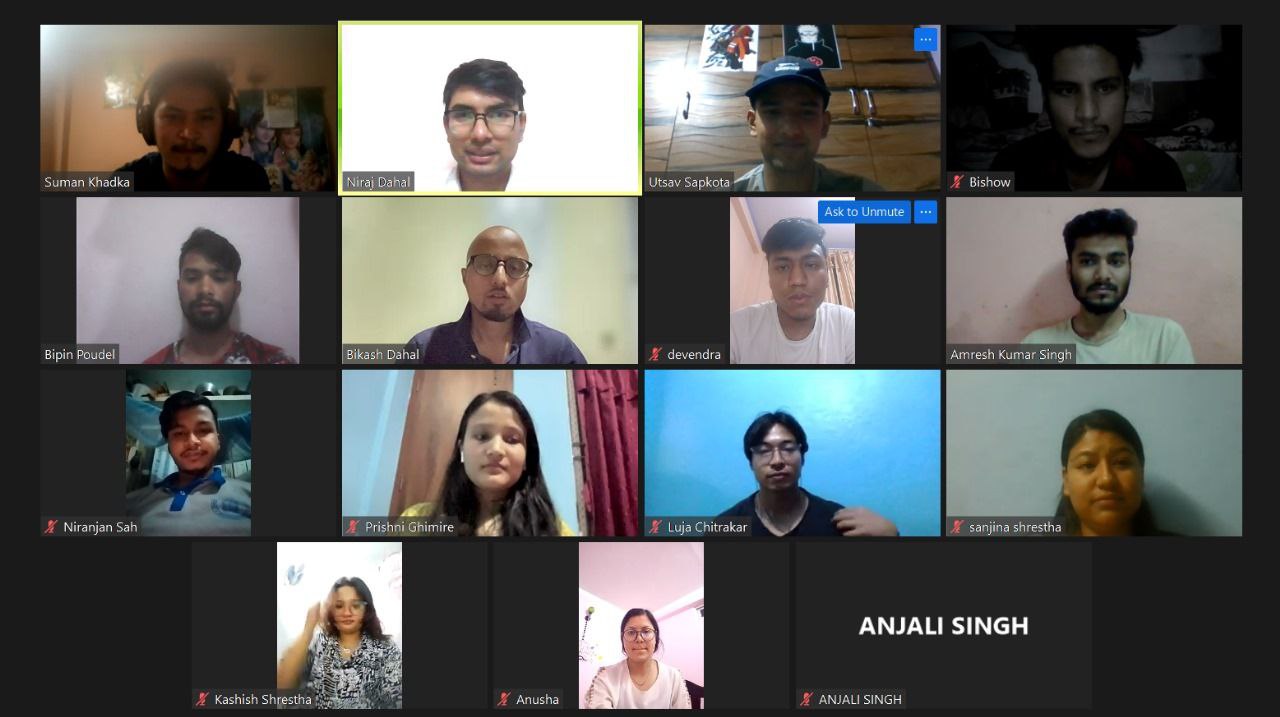 Suman Khadka
Niraj Dahal
Utsav Sapkota
Bishow
Bipin Poudel
Bikash Dahal
Ask to Unmute
devendra
Amresh Kumar Singh
Niranjan Sah
Prishni Ghimire
Luja Chitrakar
sanjina shrestha
Kashish Shrestha
Anusha
ANJALI SINGH
ANJALI SINGH